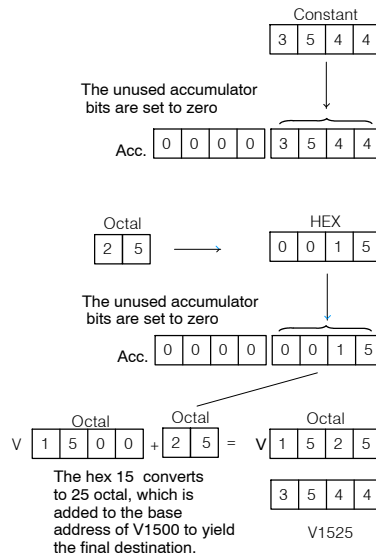 Constant
3 5 4 4
The unused accumulator
bits are set to zero
Acc. 0 0 0 0 3 5 4 4
Octal
HEX
2 5
0 0 1 5
The unused accumulator
bits are set to zero
Acc. 0 0 0 0 0 0 1 5
Octal
Octal
Octal
V 1 5 0 0 + 2 5 = V 1 5 2 5
The hex 15 converts
to 25 octal, which is
added to the base
address of V1500 to yield
the final destination.
3 5 4 4
V1525